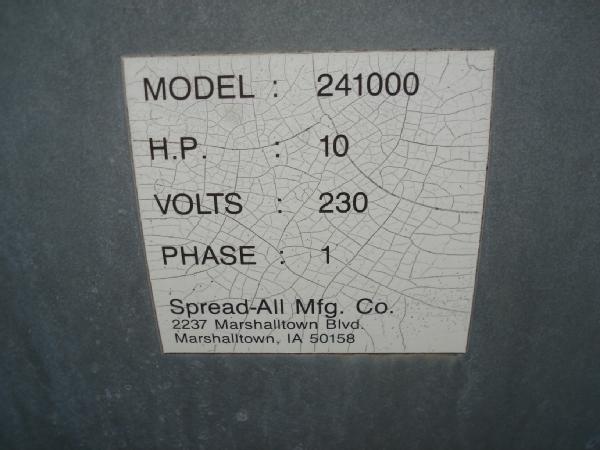 MODEL : 241000
H.P. : 10
VOLTS : 230
PHASE : 1
Spread-All Mfg. Co.
2237 Marshalltown Blvd.
Marshalltown, IA 50158